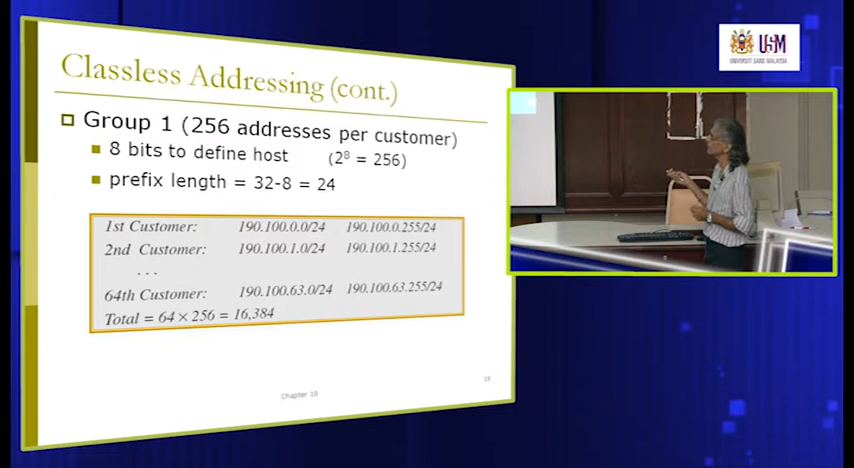 Classless Addressing (cont.)
Group 1 (256 addresses per customer)
8 bits to define host (2⁸ = 256)
prefix length = 32-8 = 24
1st Customer: 190.100.0.0/24 190.100.0.255/24
2nd Customer: 190.100.1.0/24 190.100.1.255/24
. . .
64th Customer: 190.100.63.0/24 190.100.63.255/24
Total = 64 × 256 = 16,384
Chapter 19
19
USM
UNIVERSITI SAINS MALAYSIA